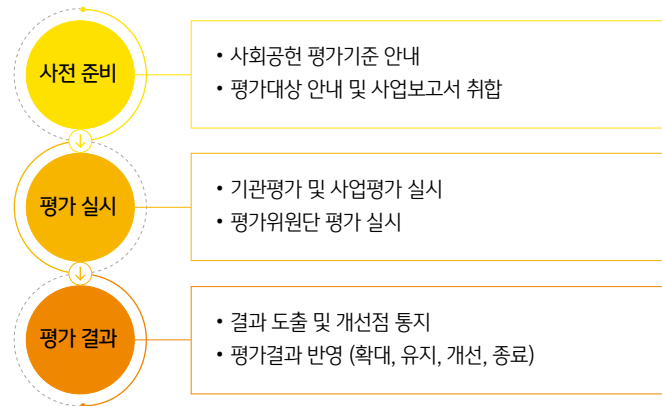 사전 준비
• 사회공헌 평가기준 안내
• 평가대상 안내 및 사업보고서 취합
평가 실시
• 기관평가 및 사업평가 실시
• 평가위원단 평가 실시
평가 결과
• 결과 도출 및 개선점 통지
• 평가결과 반영 (확대, 유지, 개선, 종료)